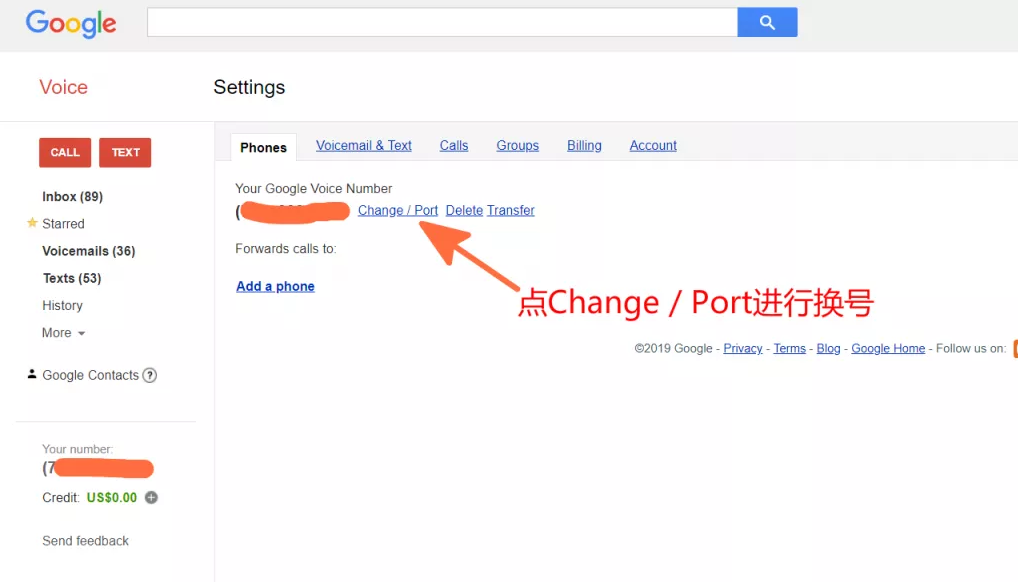 Google
Voice
Settings
CALL TEXT
Phones Voicemail & Text Calls Groups Billing Account
Inbox (89)
Your Google Voice Number
( Change / Port Delete Transfer
Starred
Voicemails (36)
Forwards calls to:
Texts (53)
Add a phone
点Change / Port进行换号
History
More
©2019 Google - Privacy - Terms - Blog - Google Home - Follow us on:
Google Contacts ?
Your number:
(7
Credit: US$0.00
Send feedback